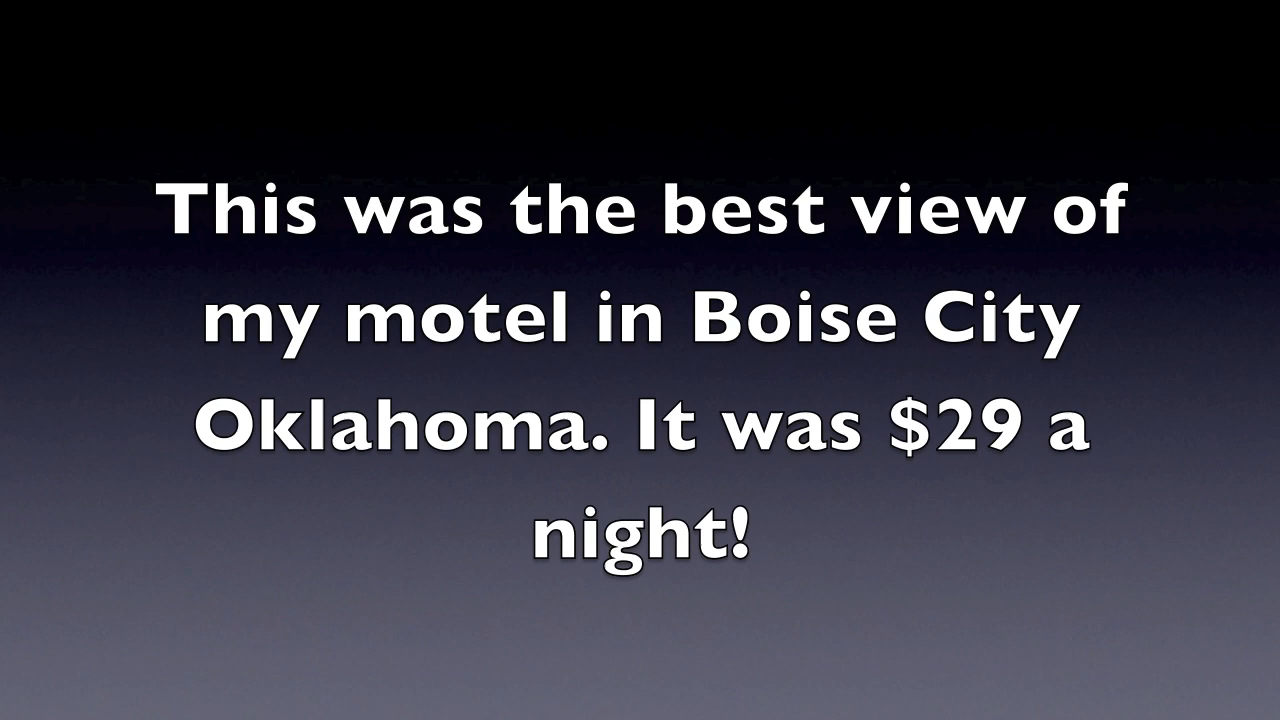 This was the best view of
my motel in Boise City
Oklahoma. It was $29 a
night!